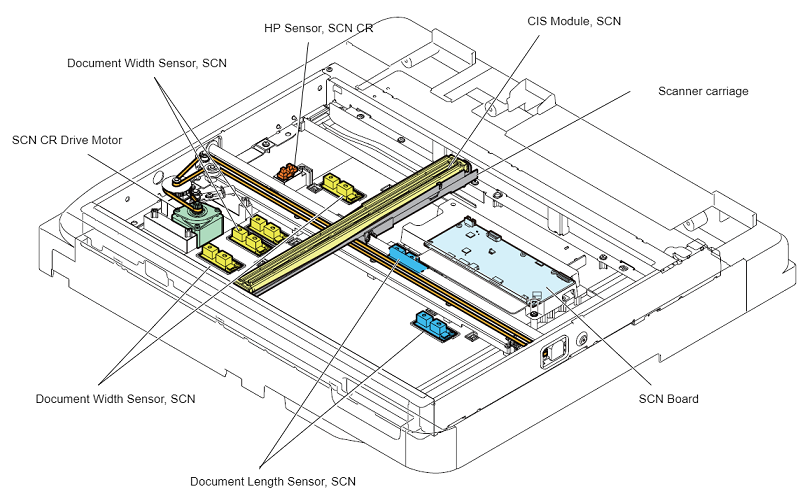 CIS Module, SCN
HP Sensor, SCN CR
Document Width Sensor, SCN
Scanner carriage
SCN CR Drive Motor
Document Width Sensor, SCN
SCN Board
Document Length Sensor, SCN